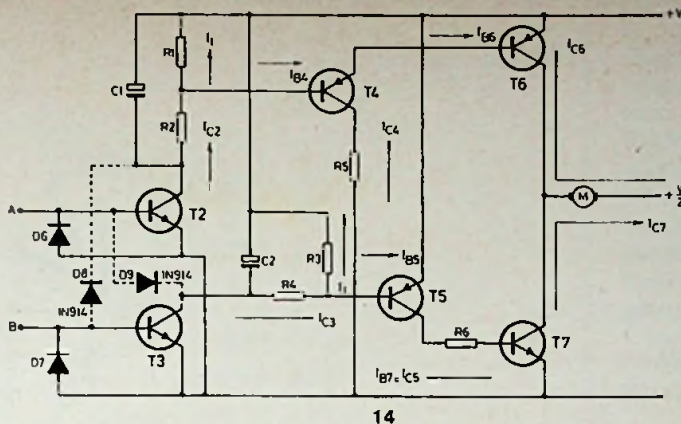 +V
R1
I1
IB4
IB6
T4
T6
C1
R2
IC2
IC4
IC6
R5
M
+V/2
A
T2
IC7
D6
D8
D9
1N914
C2
R3
I1
IB5
1N914
R4
T5
B
IC3
T3
R6
T7
D7
IB7 = IC5
14